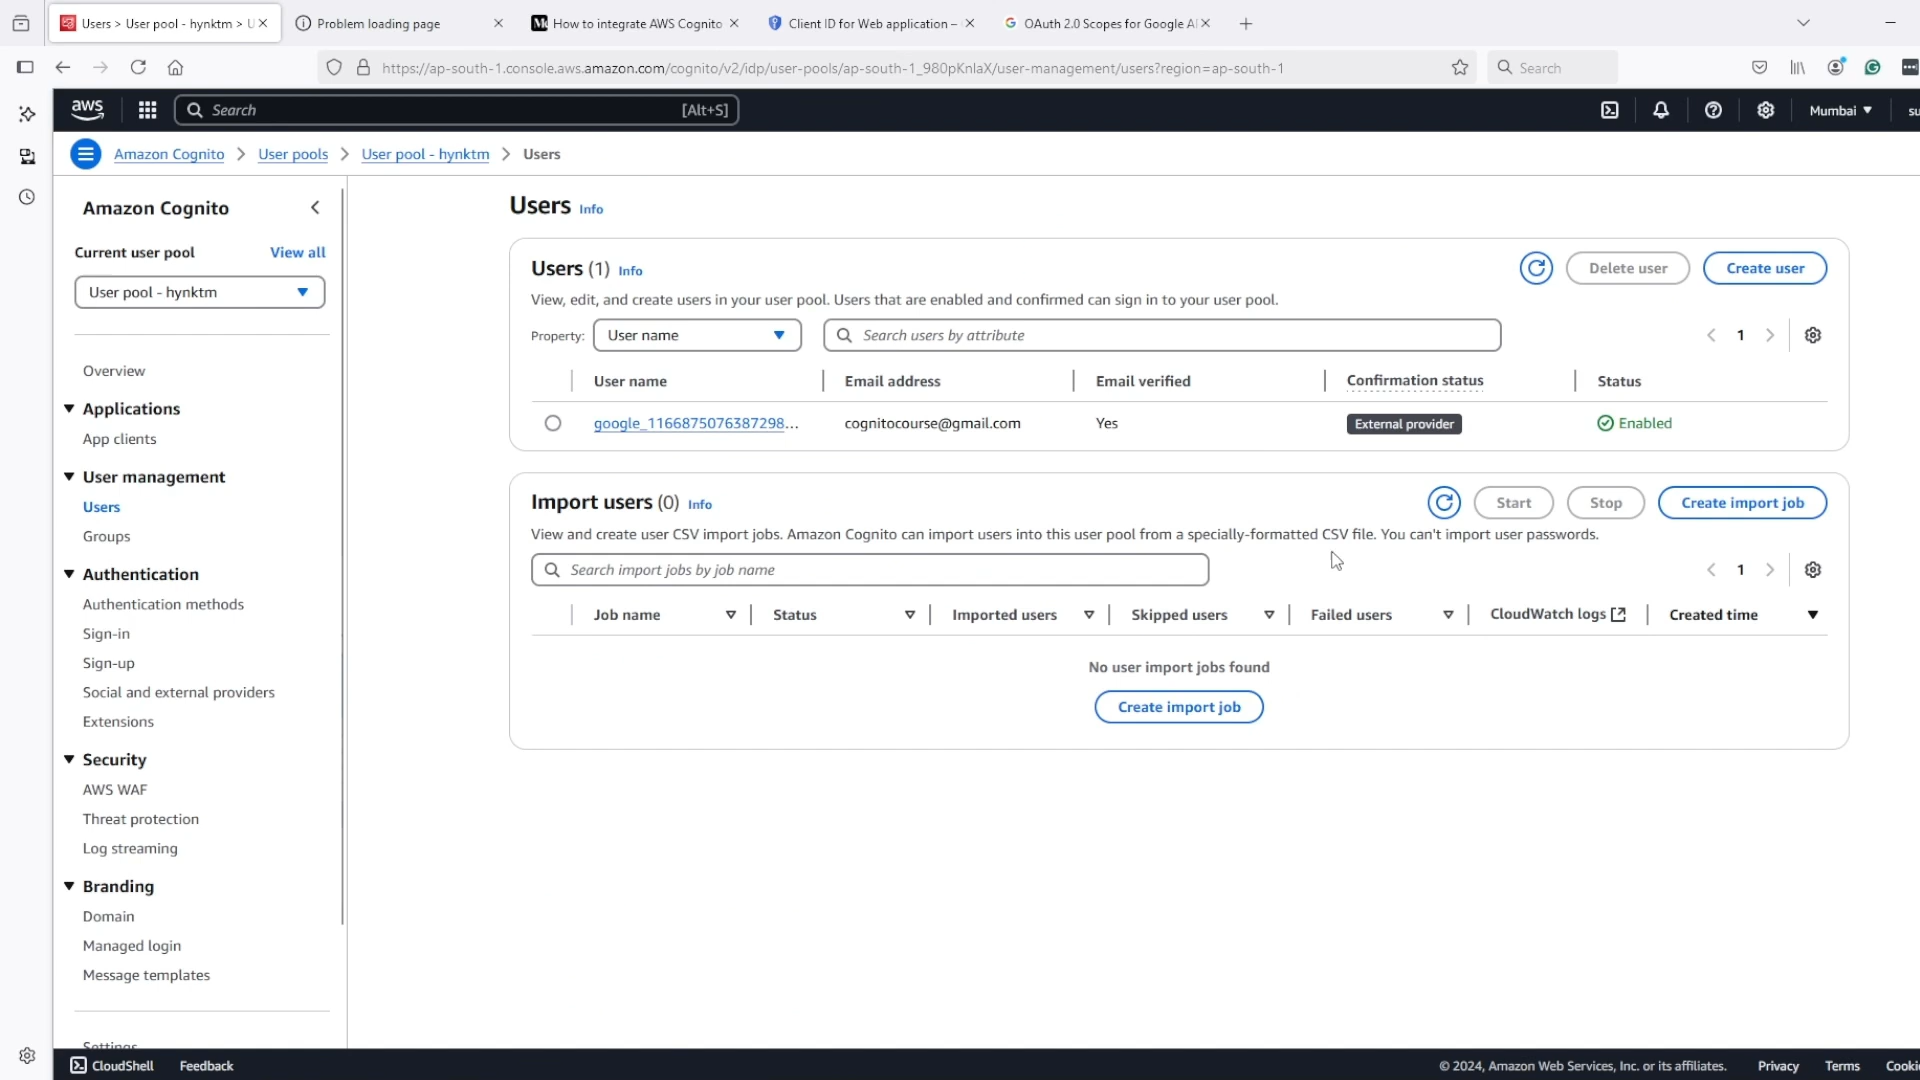 Users > User pool - hynktm > U
Problem loading page
How to integrate AWS Cognito
Client ID for Web application –
OAuth 2.0 Scopes for Google A
https://ap-south-1.console.aws.amazon.com/cognito/v2/idp/user-pools/ap-south-1_980pKnlaX/user-management/users?region=ap-south-1
Search
aws
Search
[Alt+S]
Mumbai
su
Amazon Cognito
User pools
User pool - hynktm
Users
Amazon Cognito
Current user pool
View all
User pool - hynktm
Overview
Applications
App clients
User management
Users
Groups
Authentication
Authentication methods
Sign-in
Sign-up
Social and external providers
Extensions
Security
AWS WAF
Threat protection
Log streaming
Branding
Domain
Managed login
Message templates
Settings
Users Info
Users (1) Info
Delete user
Create user
View, edit, and create users in your user pool. Users that are enabled and confirmed can sign in to your user pool.
Property:
User name
Search users by attribute
1
User name
Email address
Email verified
Confirmation status
Status
google_1166875076387298...
cognitocourse@gmail.com
Yes
External provider
Enabled
Import users (0) Info
Start
Stop
Create import job
View and create user CSV import jobs. Amazon Cognito can import users into this user pool from a specially-formatted CSV file. You can't import user passwords.
Search import jobs by job name
1
Job name
Status
Imported users
Skipped users
Failed users
CloudWatch logs
Created time
No user import jobs found
Create import job
CloudShell
Feedback
© 2024, Amazon Web Services, Inc. or its affiliates.
Privacy
Terms
Cooki